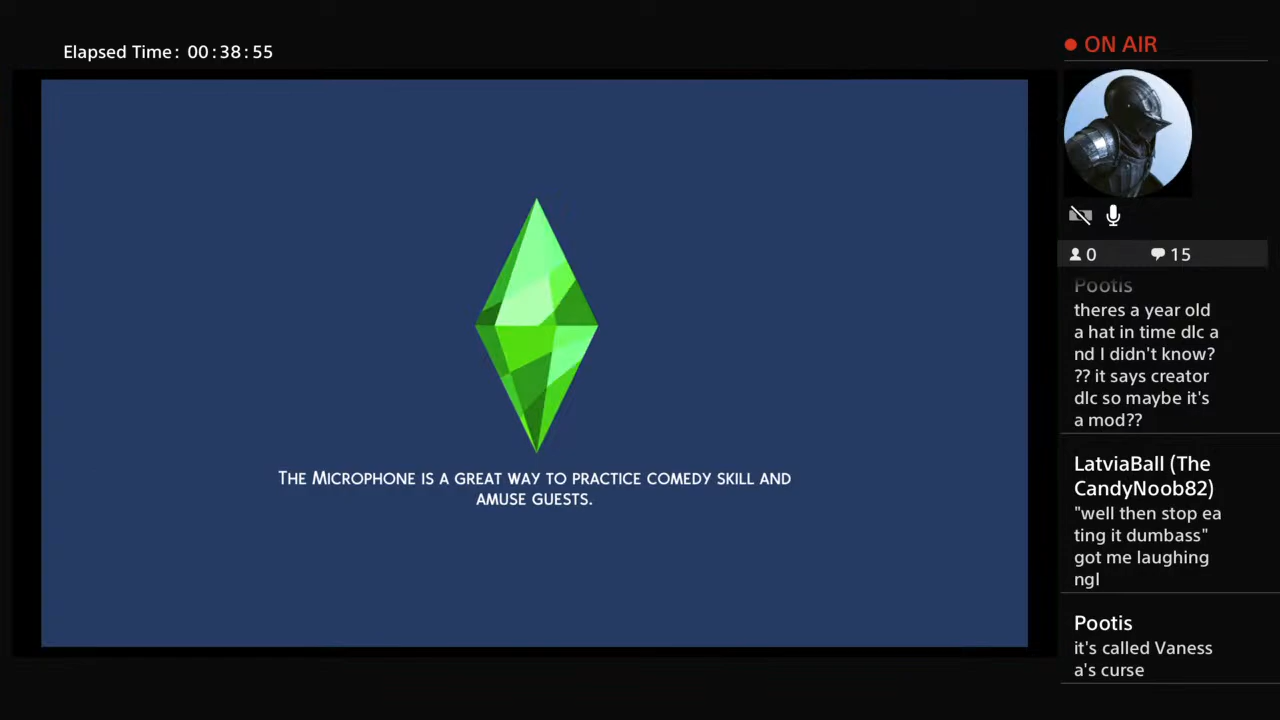 Elapsed Time: 00:38:55
ON AIR
0 15
Pootis
theres a year old
a hat in time dlc a
nd I didn't know?
?? it says creator
dlc so maybe it's
a mod??
THE MICROPHONE IS A GREAT WAY TO PRACTICE COMEDY SKILL AND
AMUSE GUESTS.
LatviaBall (The
CandyNoob82)
"well then stop ea
ting it dumbass"
got me laughing
ngl
Pootis
it's called Vaness
a's curse